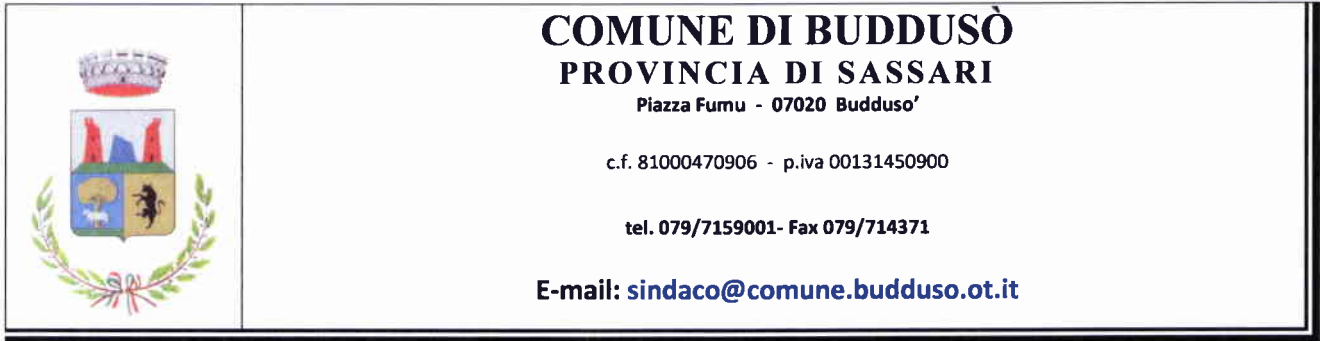 COMUNE DI BUDDUSÒ
PROVINCIA DI SASSARI
Piazza Fumu - 07020 Budduso'
c.f. 81000470906 - p.iva 00131450900
tel. 079/7159001- Fax 079/714371
E-mail: sindaco@comune.budduso.ot.it